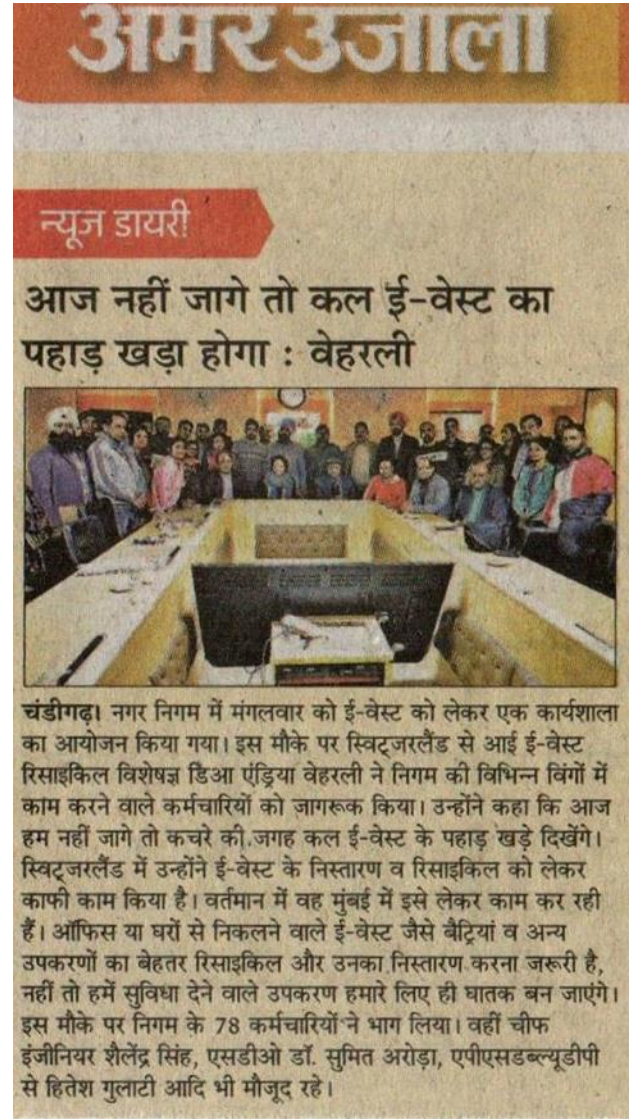 अमर उजाला
न्यूज डायरी
आज नहीं जागे तो कल ई-वेस्ट का
पहाड़ खड़ा होगा : वेहरली
चंडीगढ़। नगर निगम में मंगलवार को ई-वेस्ट को लेकर एक कार्यशाला
का आयोजन किया गया। इस मौके पर स्विट्जरलैंड से आई ई-वेस्ट
रिसाइकिल विशेषज्ञ डिआ एंड्रिया वेहरली ने निगम की विभिन्न विंगों में
काम करने वाले कर्मचारियों को जागरूक किया। उन्होंने कहा कि आज
हम नहीं जागे तो कचरे की जगह कल ई-वेस्ट के पहाड़ खड़े दिखेंगे।
स्विट्जरलैंड में उन्होंने ई-वेस्ट के निस्तारण व रिसाइकिल को लेकर
काफी काम किया है। वर्तमान में वह मुंबई में इसे लेकर काम कर रही
हैं। ऑफिस या घरों से निकलने वाले ई-वेस्ट जैसे बैट्रियां व अन्य
उपकरणों का बेहतर रिसाइकिल और उनका निस्तारण करना जरूरी है,
नहीं तो हमें सुविधा देने वाले उपकरण हमारे लिए ही घातक बन जाएंगे।
इस मौके पर निगम के 78 कर्मचारियों ने भाग लिया। वहीं चीफ
इंजीनियर शैलेंद्र सिंह, एसडीओ डॉ. सुमित अरोड़ा, एपीएसडब्ल्यूडीपी
से हितेश गुलाटी आदि भी मौजूद रहे।